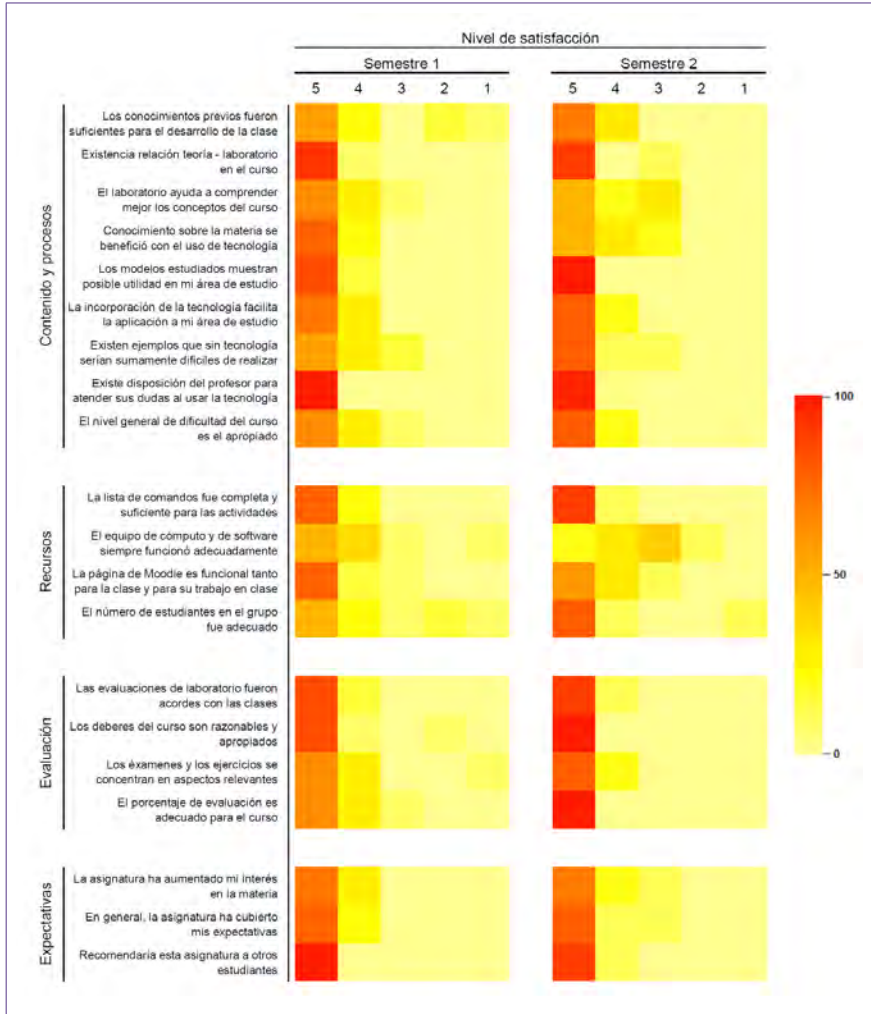 Nivel de satisfacción
Semestre 1
Semestre 2
5 4 3 2 1
5 4 3 2 1
Contenido y procesos
Los conocimientos previos fueron
suficientes para el desarrollo de la clase
Existencia relación teoría - laboratorio
en el curso
El laboratorio ayuda a comprender
mejor los conceptos del curso
Conocimiento sobre la materia se
benefició con el uso de tecnología
Los modelos estudiados muestran
posible utilidad en mi área de estudio
La incorporación de la tecnología facilita
la aplicación a mi área de estudio
Existen ejemplos que sin tecnología
serían sumamente difíciles de realizar
Existe disposición del profesor para
atender sus dudas al usar la tecnología
El nivel general de dificultad del curso
es el apropiado
Recursos
La lista de comandos fue completa y
suficiente para las actividades
El equipo de cómputo y de software
siempre funcionó adecuadamente
La página de Moodle es funcional tanto
para la clase y para su trabajo en clase
El número de estudiantes en el grupo
fue adecuado
Evaluación
Las evaluaciones de laboratorio fueron
acordes con las clases
Los deberes del curso son razonables y
apropiados
Los éxamenes y los ejercicios se
concentran en aspectos relevantes
El porcentaje de evaluación es
adecuado para el curso
Expectativas
La asignatura ha aumentado mi interés
en la materia
En general, la asignatura ha cubierto
mis expectativas
Recomendaría esta asignatura a otros
estudiantes
100
50
0